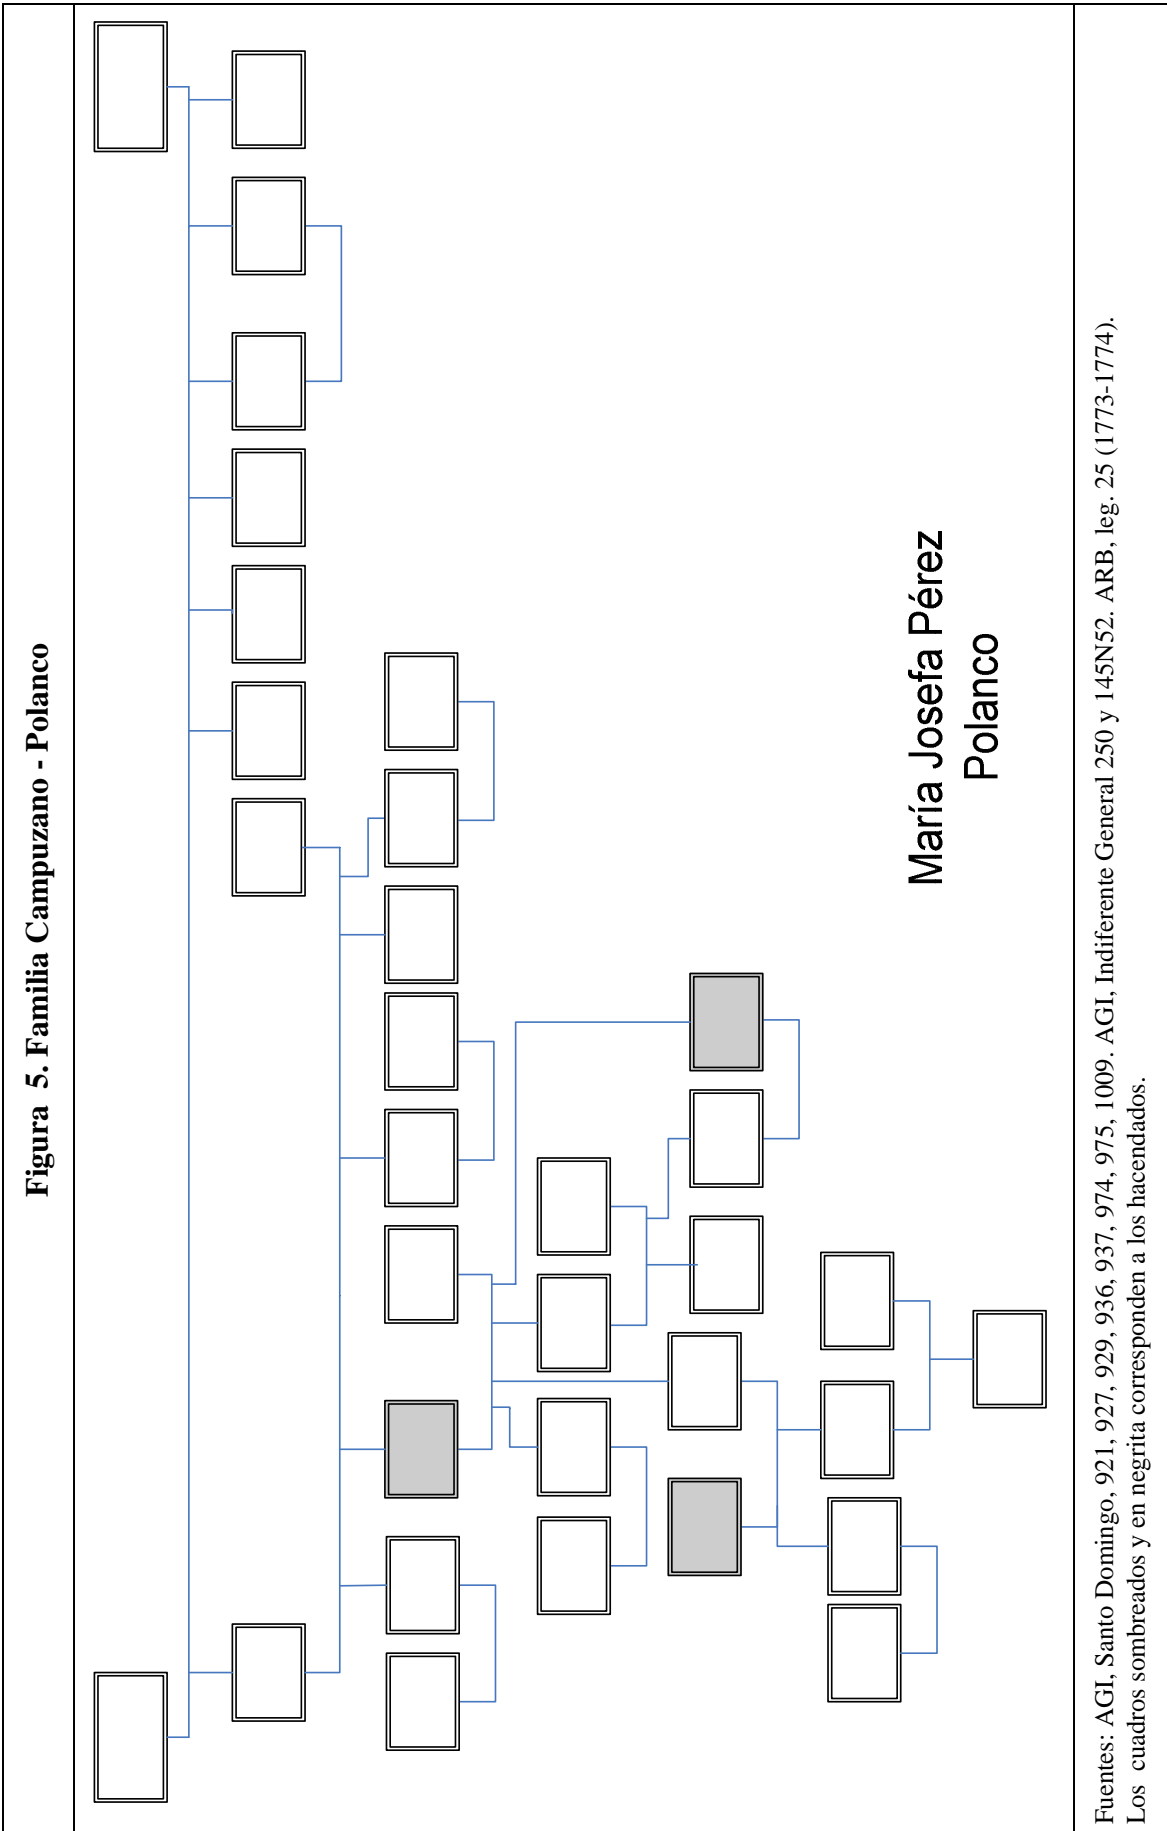 Figura 5. Familia Campuzano - Polanco
María Josefa Pérez
Polanco
Fuentes: AGI, Santo Domingo, 921, 927, 929, 936, 937, 974, 975, 1009. AGI, Indiferente General 250 y 145N52. ARB, leg. 25 (1773-1774).
Los cuadros sombreados y en negrita corresponden a los hacendados.